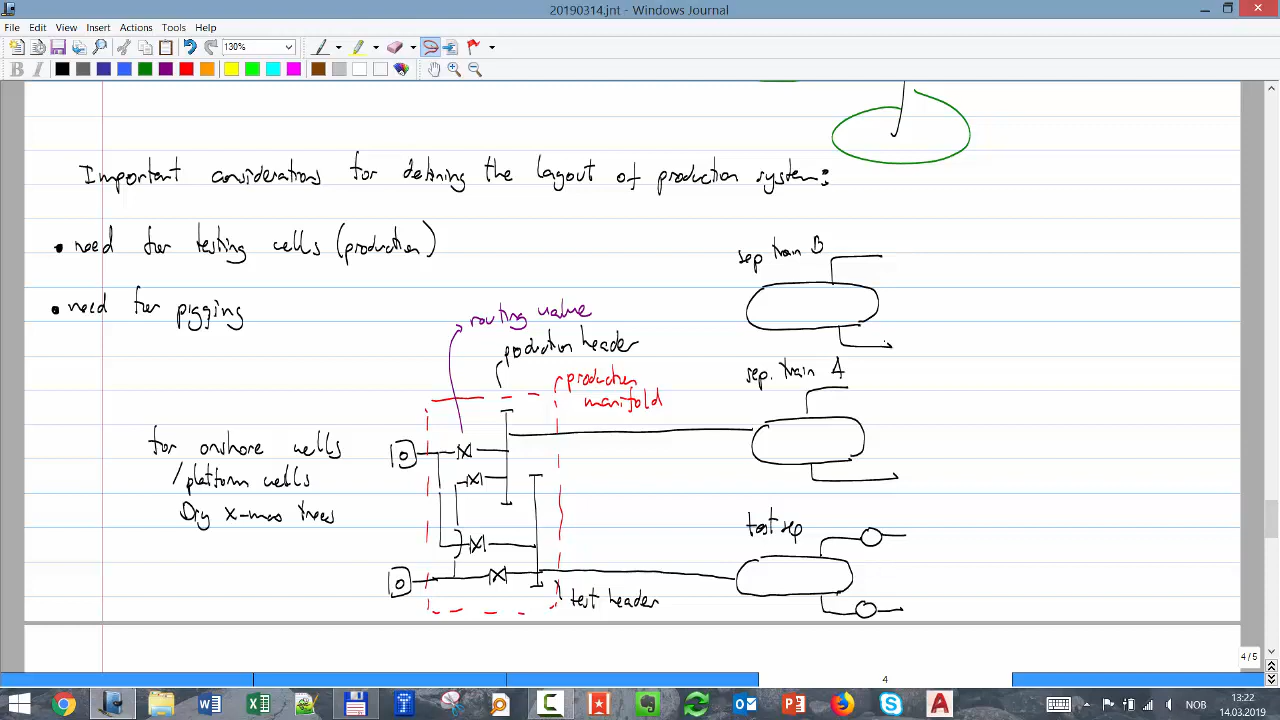 20190314.jnt - Windows Journal
File Edit View Insert Actions Tools Help
130%
B I
Important considerations for defining the layout of production system:
• need for testing wells (production)
• need for pigging
sep train B
routing valve
production header
production
manifold
sep. train A
for onshore wells
/platform wells
Dry x-mas trees
test sep
test header
4/5
4
NOB
13:22
14.03.2019